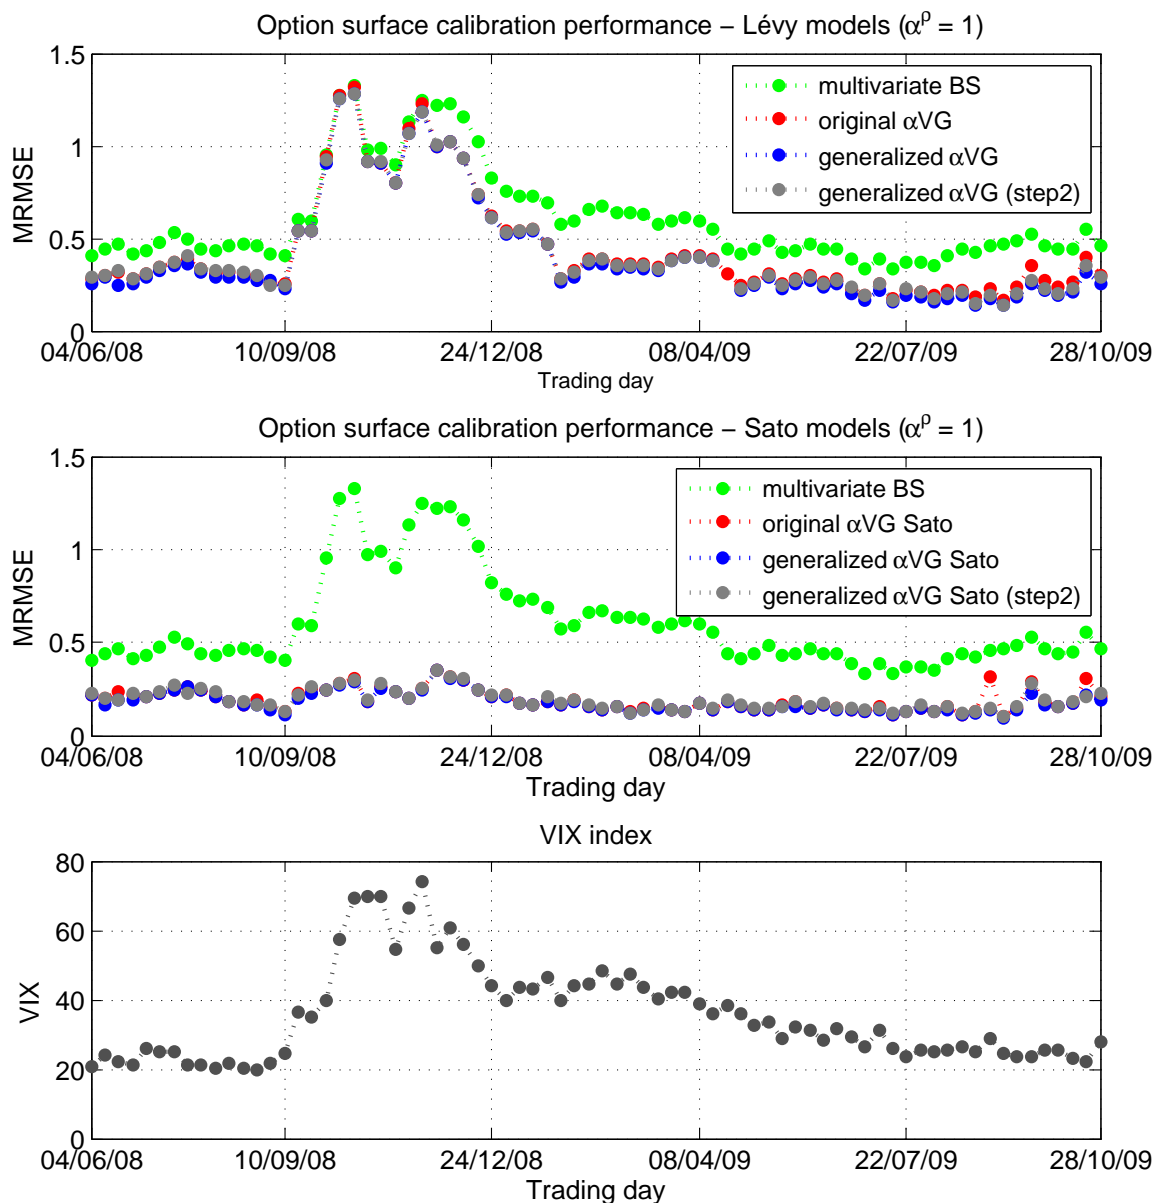 Option surface calibration performance – Lévy models (α^ρ = 1)
1.5
1
0.5
0
MRMSE
multivariate BS
original αVG
generalized αVG
generalized αVG (step2)
04/06/08 10/09/08 24/12/08 08/04/09 22/07/09 28/10/09
Trading day
Option surface calibration performance – Sato models (α^ρ = 1)
1.5
1
0.5
0
MRMSE
multivariate BS
original αVG Sato
generalized αVG Sato
generalized αVG Sato (step2)
04/06/08 10/09/08 24/12/08 08/04/09 22/07/09 28/10/09
Trading day
VIX index
80
60
40
20
0
VIX
04/06/08 10/09/08 24/12/08 08/04/09 22/07/09 28/10/09
Trading day